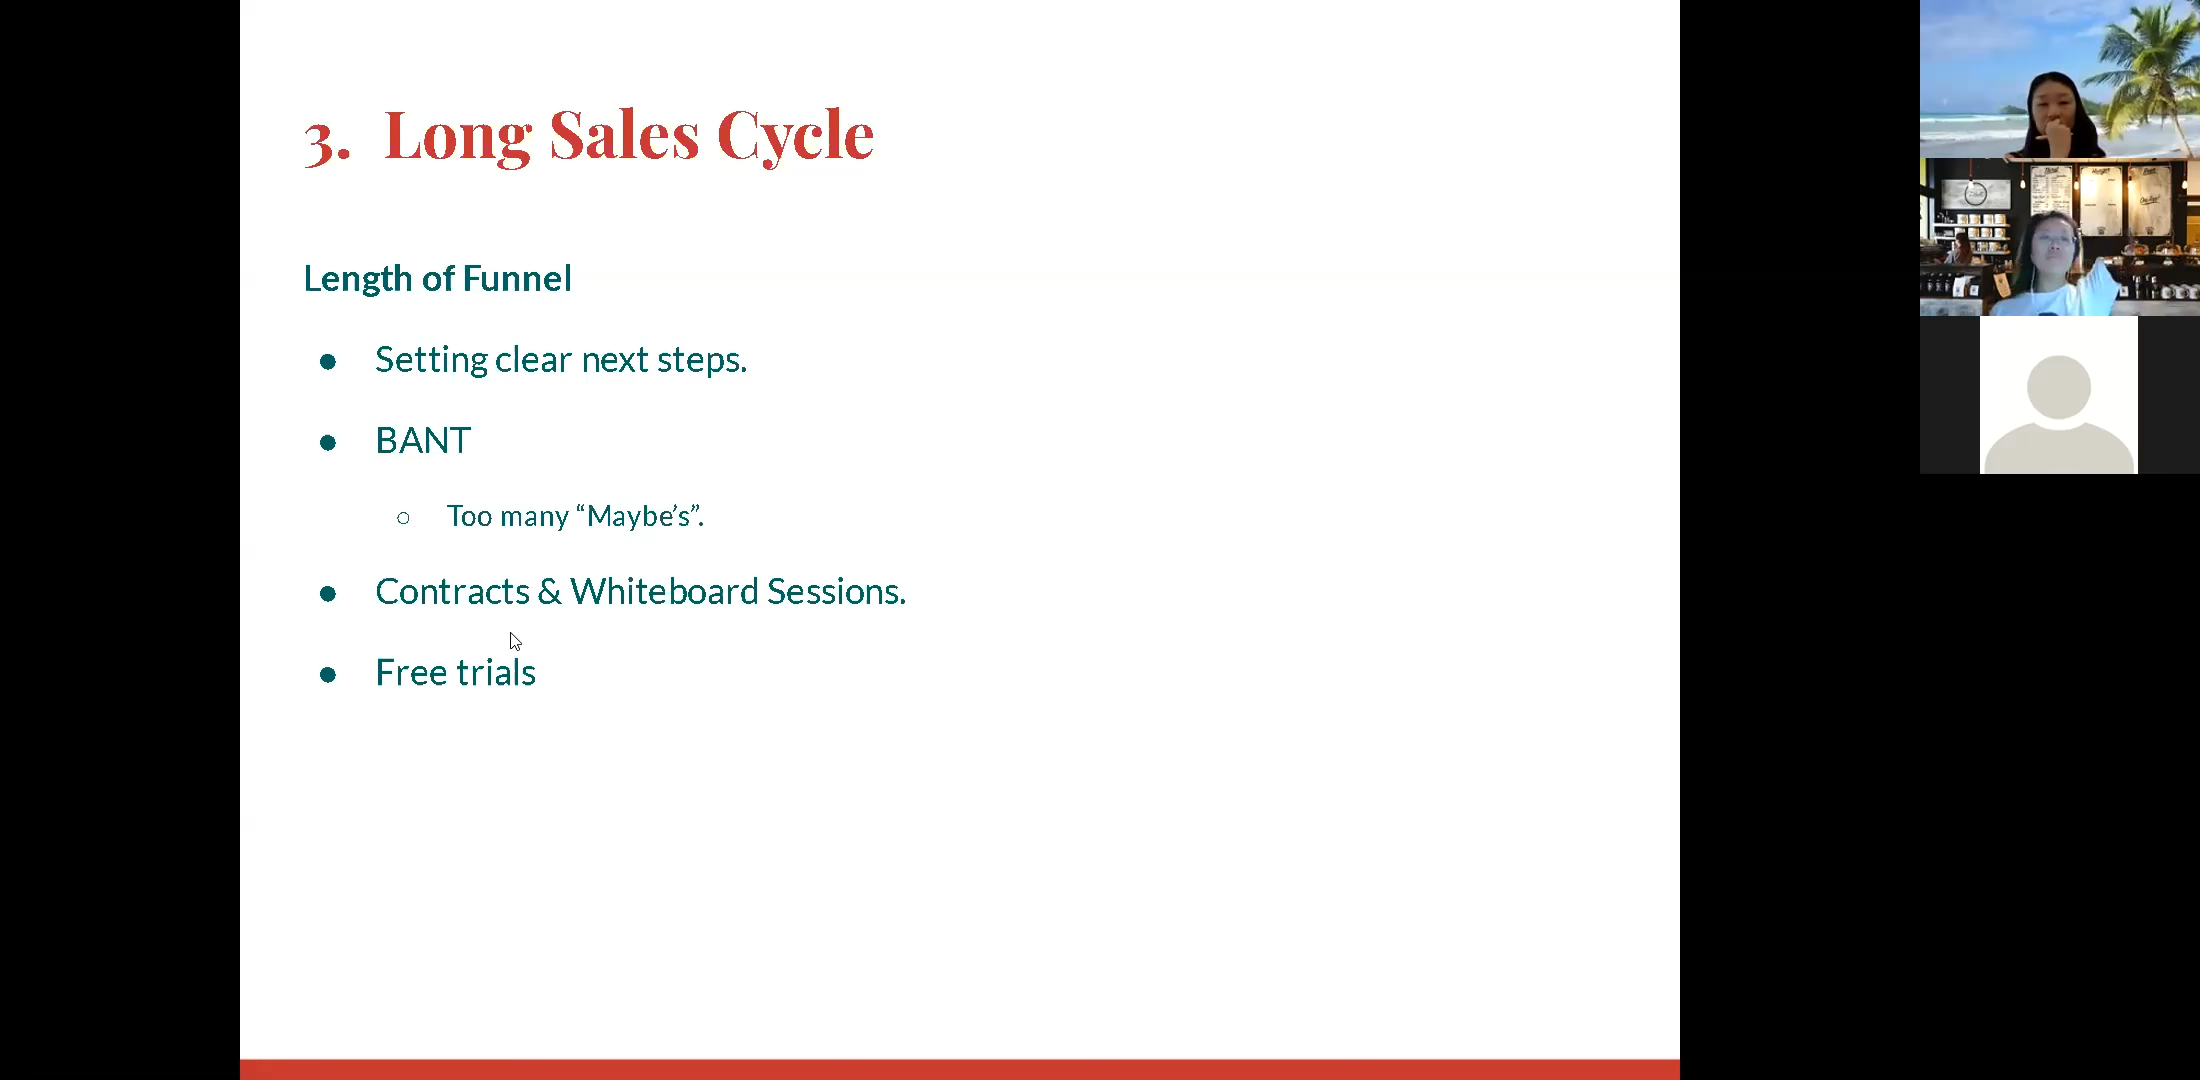 3. Long Sales Cycle
Length of Funnel
● Setting clear next steps.
● BANT
○ Too many “Maybe’s”.
● Contracts & Whiteboard Sessions.
● Free trials